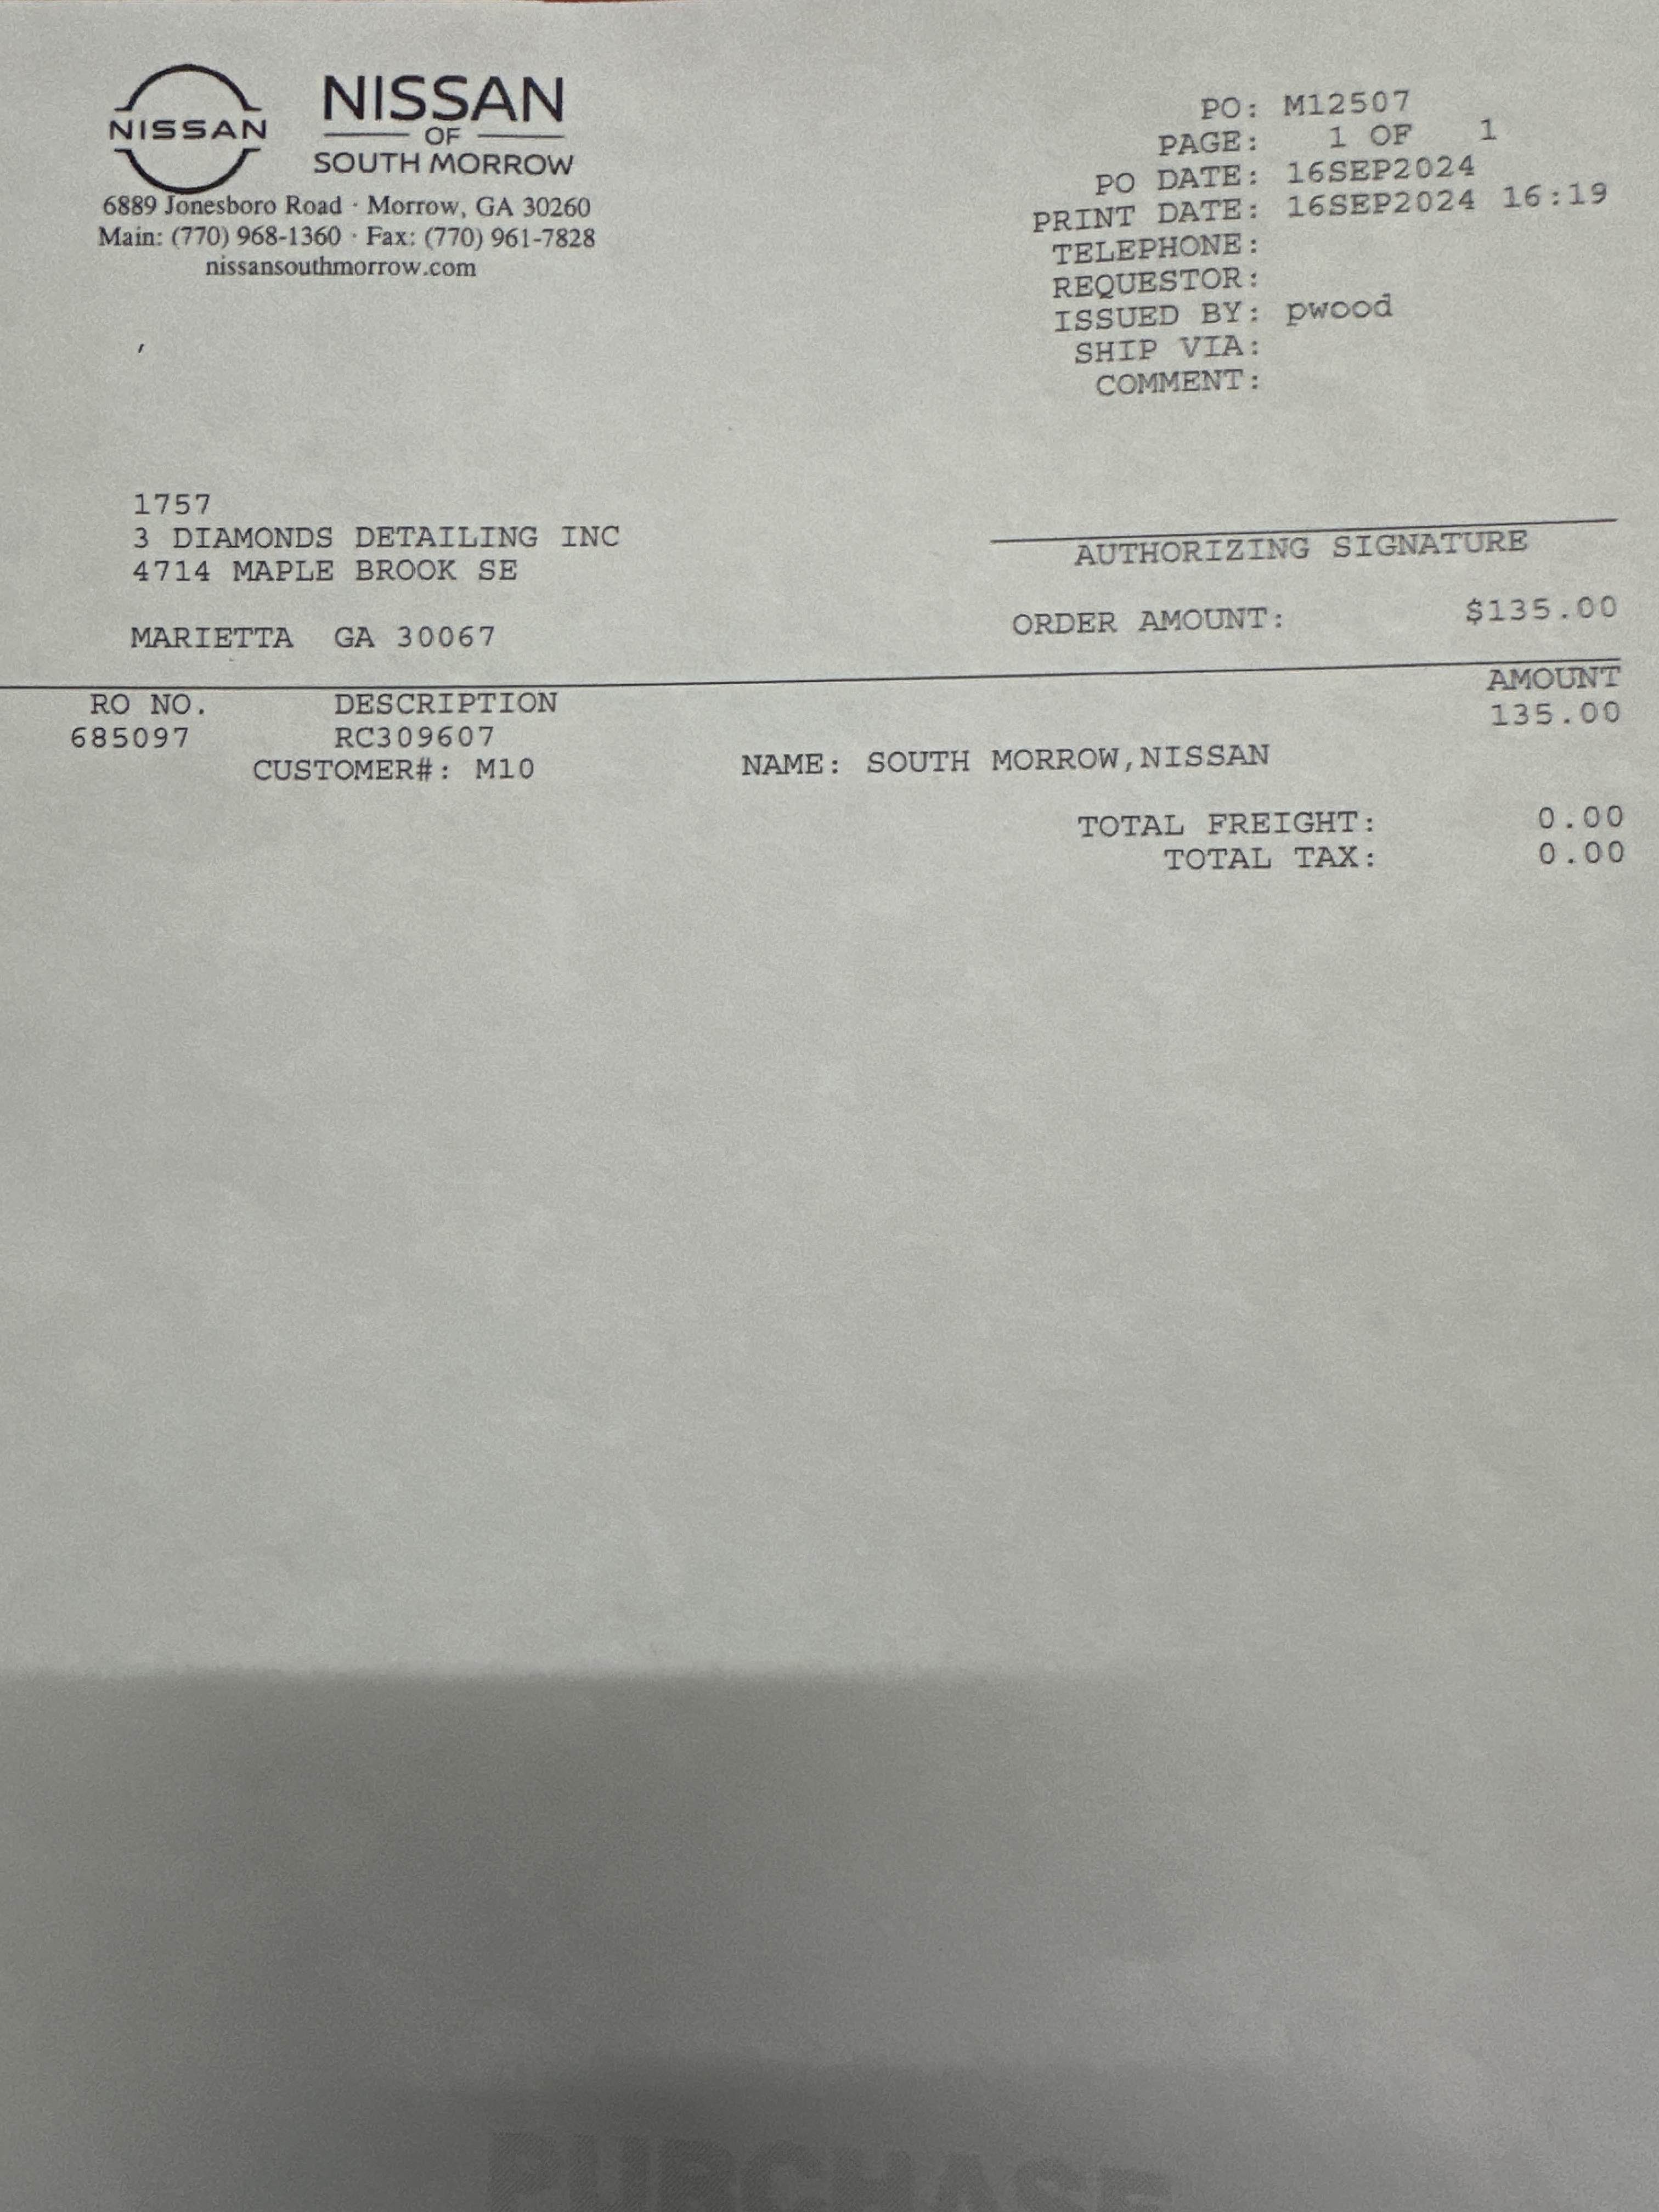 NISSAN
NISSAN
OF
SOUTH MORROW
6889 Jonesboro Road · Morrow, GA 30260
Main: (770) 968-1360 · Fax: (770) 961-7828
nissansouthmorrow.com
PO: M12507
PAGE: 1 OF 1
PO DATE: 16SEP2024
PRINT DATE: 16SEP2024 16:19
TELEPHONE:
REQUESTOR:
ISSUED BY: pwood
SHIP VIA:
COMMENT:
1757
3 DIAMONDS DETAILING INC
4714 MAPLE BROOK SE
MARIETTA GA 30067
AUTHORIZING SIGNATURE
ORDER AMOUNT: $135.00
RO NO. DESCRIPTION AMOUNT
685097 RC309607 135.00
CUSTOMER#: M10 NAME: SOUTH MORROW,NISSAN
TOTAL FREIGHT: 0.00
TOTAL TAX: 0.00
PURCHASE